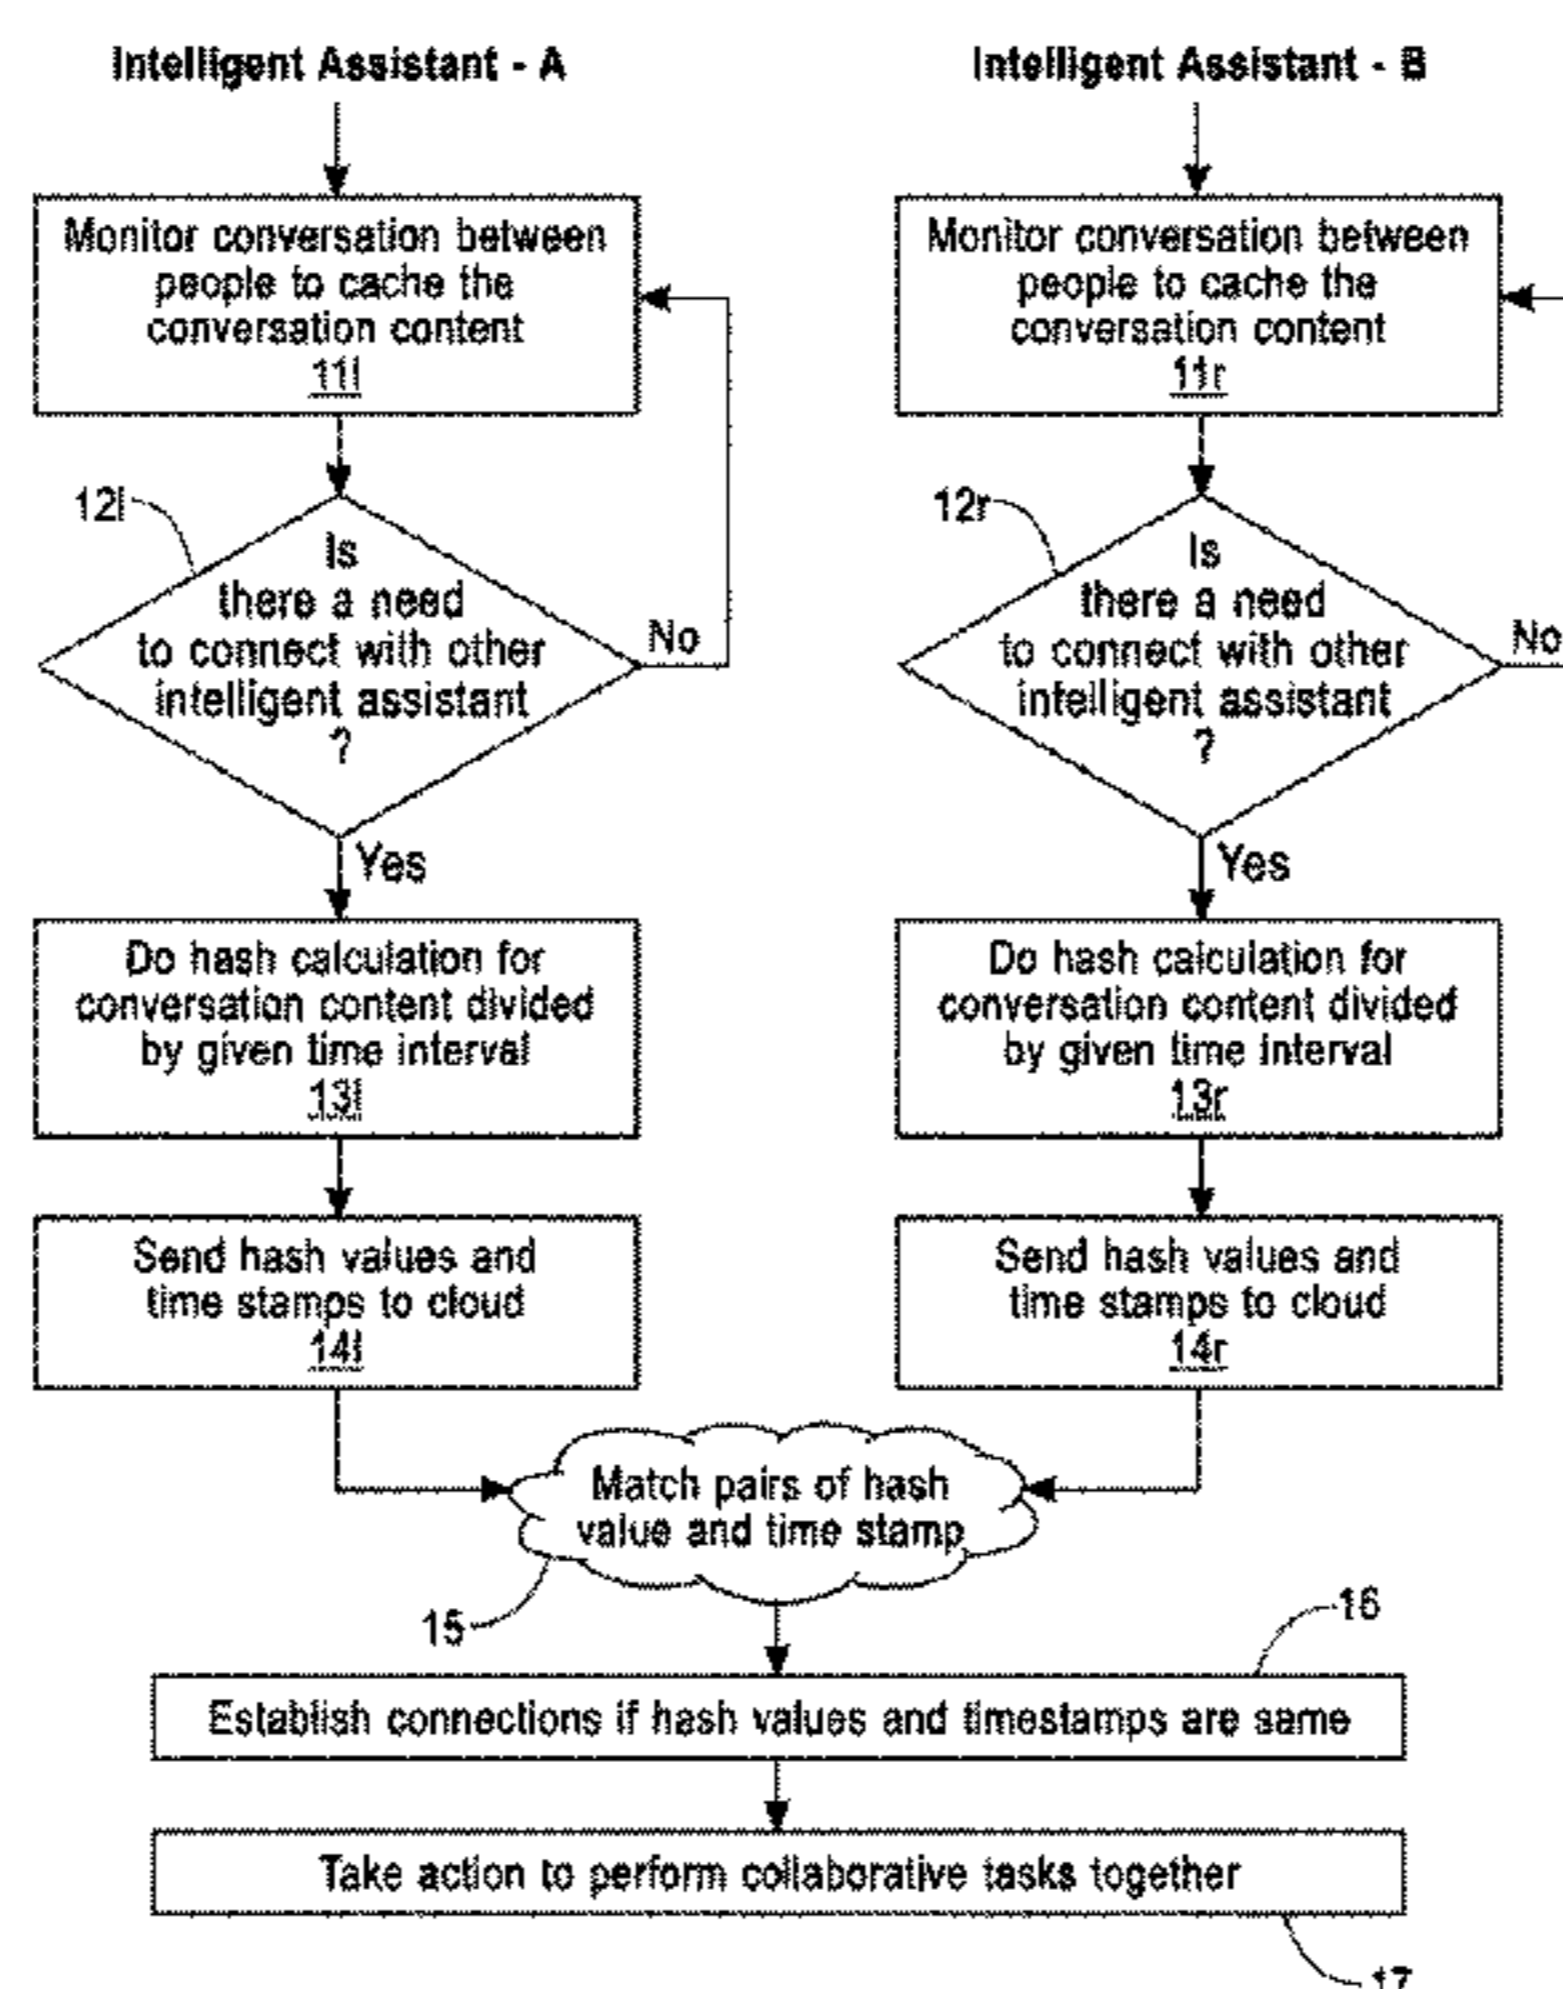 Intelligent Assistant - A
Monitor conversation between
people to cache the
conversation content
11l
12l
Is
there a need
to connect with other
intelligent assistant
?
No
Yes
Do hash calculation for
conversation content divided
by given time interval
13l
Send hash values and
time stamps to cloud
14l
Intelligent Assistant - B
Monitor conversation between
people to cache the
conversation content
11r
12r
Is
there a need
to connect with other
intelligent assistant
?
No
Yes
Do hash calculation for
conversation content divided
by given time interval
13r
Send hash values and
time stamps to cloud
14r
Match pairs of hash
value and time stamp
15
16
Establish connections if hash values and timestamps are same
Take action to perform collaborative tasks together
17